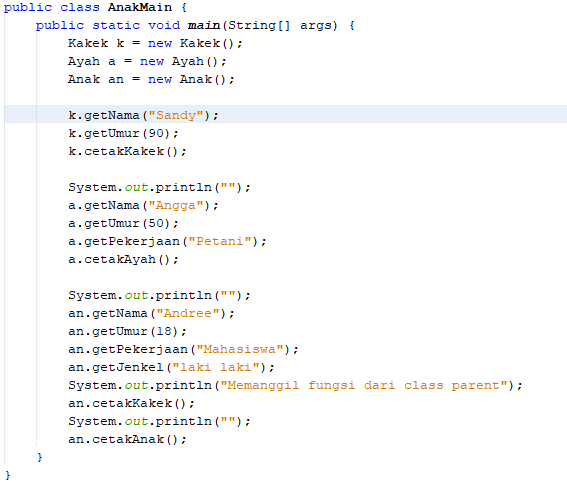 public class AnakMain {
    public static void main(String[] args) {
        Kakek k = new Kakek();
        Ayah a = new Ayah();
        Anak an = new Anak();

        k.getNama("Sandy");
        k.getUmur(90);
        k.cetakKakek();

        System.out.println("");
        a.getNama("Angga");
        a.getUmur(50);
        a.getPekerjaan("Petani");
        a.cetakAyah();

        System.out.println("");
        an.getNama("Andree");
        an.getUmur(18);
        an.getPekerjaan("Mahasiswa");
        an.getJenkel("laki laki");
        System.out.println("Memanggil fungsi dari class parent");
        an.cetakKakek();
        System.out.println("");
        an.cetakAnak();
    }
}